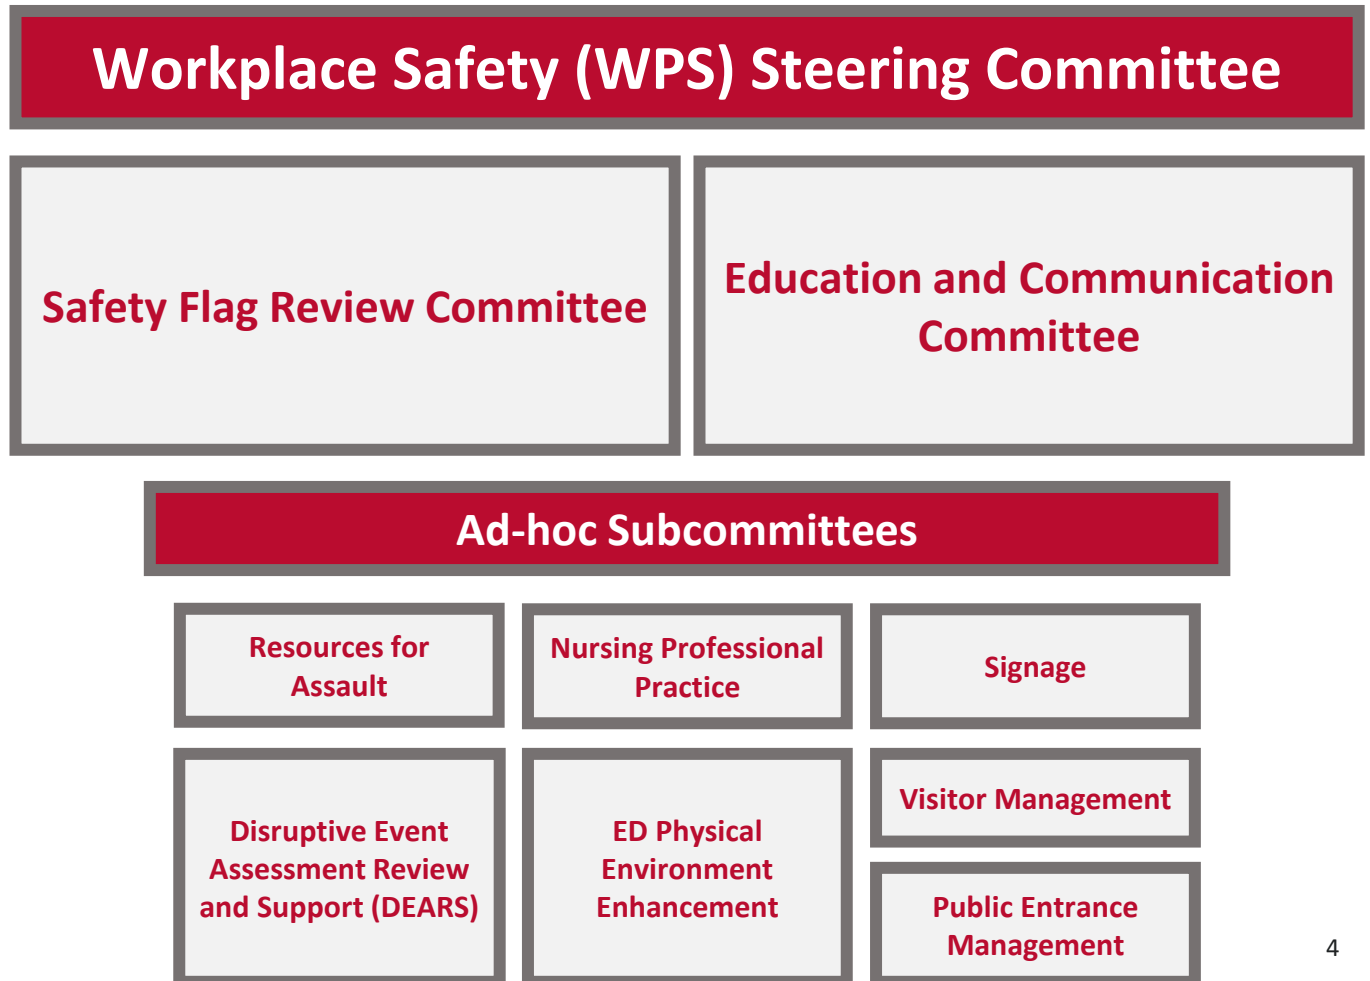 Workplace Safety (WPS) Steering Committee
Safety Flag Review Committee
Education and Communication
Committee
Ad-hoc Subcommittees
Resources for
Assault
Nursing Professional
Practice
Signage
Disruptive Event
Assessment Review
and Support (DEARS)
ED Physical
Environment
Enhancement
Visitor Management
Public Entrance
Management
4